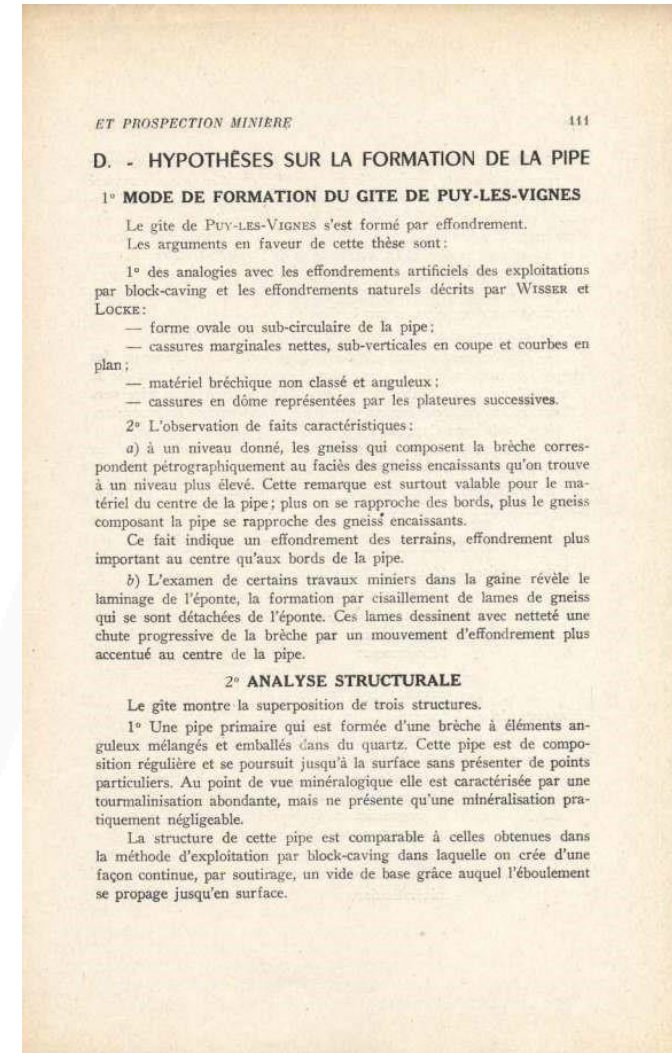 ET PROSPECTION MINIÈRE 111
D. - HYPOTHÈSES SUR LA FORMATION DE LA PIPE
1º MODE DE FORMATION DU GITE DE PUY-LES-VIGNES
Le gîte de PUY-LES-VIGNES s'est formé par effondrement.
Les arguments en faveur de cette thèse sont :
1º des analogies avec les effondrements artificiels des exploitations
par block-caving et les effondrements naturels décrits par WISSER et
LOCKE :
— forme ovale ou sub-circulaire de la pipe ;
— cassures marginales nettes, sub-verticales en coupe et courbes en
plan ;
— matériel bréchique non classé et anguleux ;
— cassures en dôme représentées par les plateures successives.
2º L'observation de faits caractéristiques :
a) à un niveau donné, les gneiss qui composent la brèche corres-
pondent pétrographiquement au faciès des gneiss encaissants qu'on trouve
à un niveau plus élevé. Cette remarque est surtout valable pour le ma-
tériel du centre de la pipe ; plus on se rapproche des bords, plus le gneiss
composant la pipe se rapproche des gneiss encaissants.
Ce fait indique un effondrement des terrains, effondrement plus
important au centre qu'aux bords de la pipe.
b) L'examen de certains travaux miniers dans la gaine révèle le
laminage de l'éponte, la formation par cisaillement de lames de gneiss
qui se sont détachées de l'éponte. Ces lames dessinent avec netteté une
chute progressive de la brèche par un mouvement d'effondrement plus
accentué au centre de la pipe.
2º ANALYSE STRUCTURALE
Le gîte montre la superposition de trois structures.
1º Une pipe primaire qui est formée d'une brèche à éléments an-
guleux mélangés et emballés dans du quartz. Cette pipe est de compo-
sition régulière et se poursuit jusqu'à la surface sans présenter de points
particuliers. Au point de vue minéralogique elle est caractérisée par une
tourmalinisation abondante, mais ne présente qu'une minéralisation pra-
tiquement négligeable.
La structure de cette pipe est comparable à celles obtenues dans
la méthode d'exploitation par block-caving dans laquelle on crée d'une
façon continue, par soutirage, un vide de base grâce auquel l'éboulement
se propage jusqu'en surface.